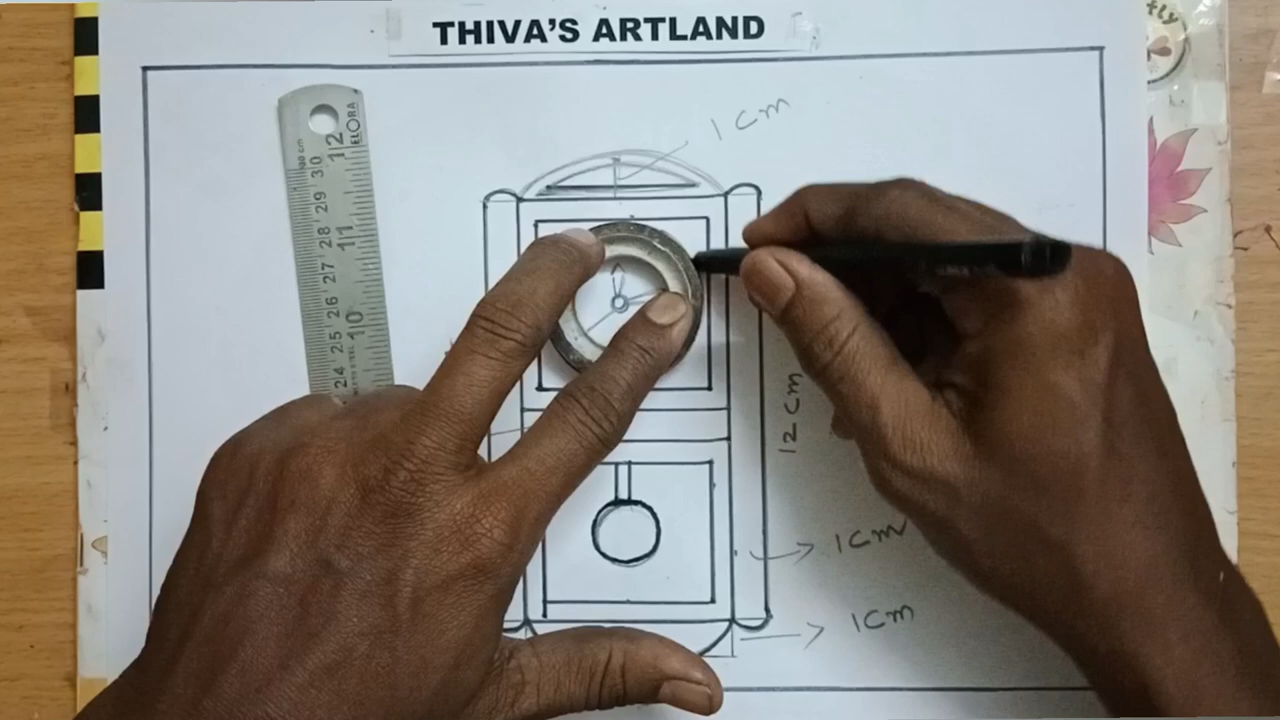 THIVA'S ARTLAND
1 cm
ELORA
12
30
29
28
11
27
26
10
25
24
12 cm
1 cm
1 cm